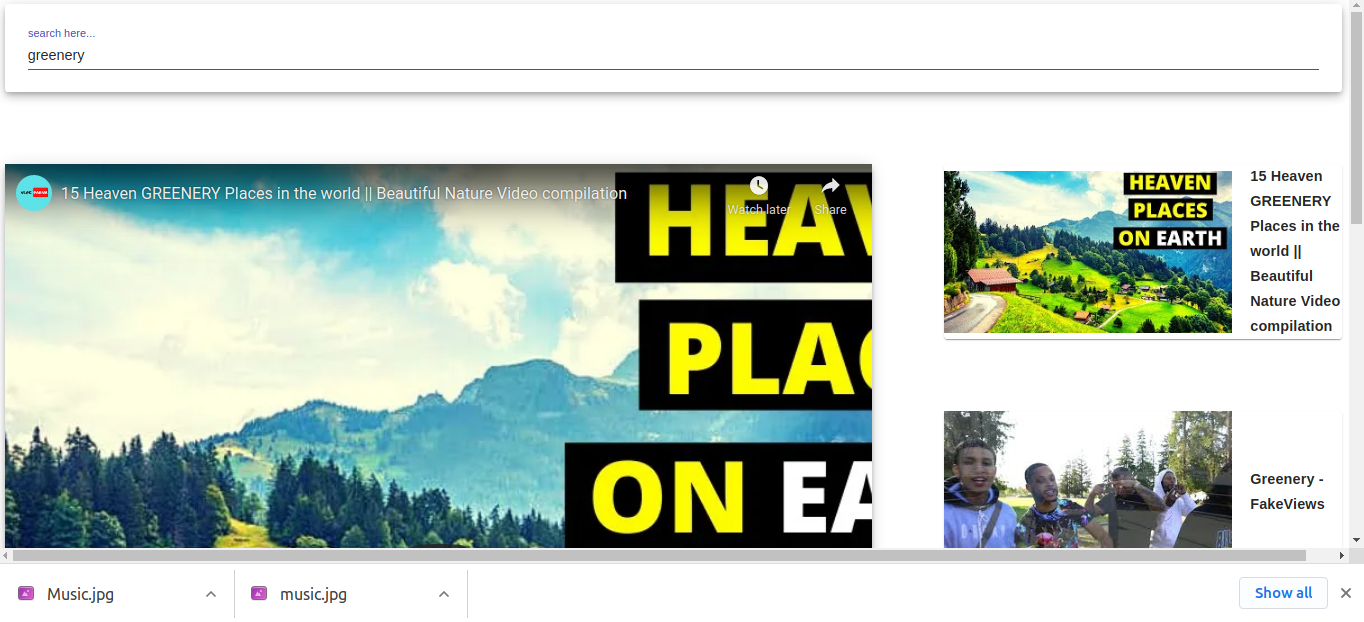 search here...
greenery
15 Heaven GREENERY Places in the world || Beautiful Nature Video compilation
Watch later
Share
HEAV
PLAC
ON EA
HEAVEN
PLACES
ON EARTH
15 Heaven
GREENERY
Places in the
world ||
Beautiful
Nature Video
compilation
Greenery -
FakeViews
Music.jpg
music.jpg
Show all